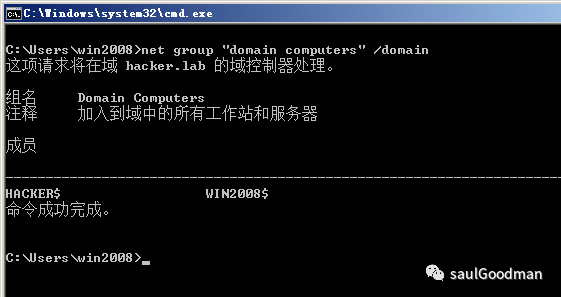 C:\Windows\system32\cmd.exe
C:\Users\win2008>net group "domain computers" /domain
这项请求将在域 hacker.lab 的域控制器处理。
组名 Domain Computers
注释 加入到域中的所有工作站和服务器
成员
-------------------------------------------------------------------------------
HACKER$ WIN2008$
命令成功完成。
C:\Users\win2008>_
saulGoodman